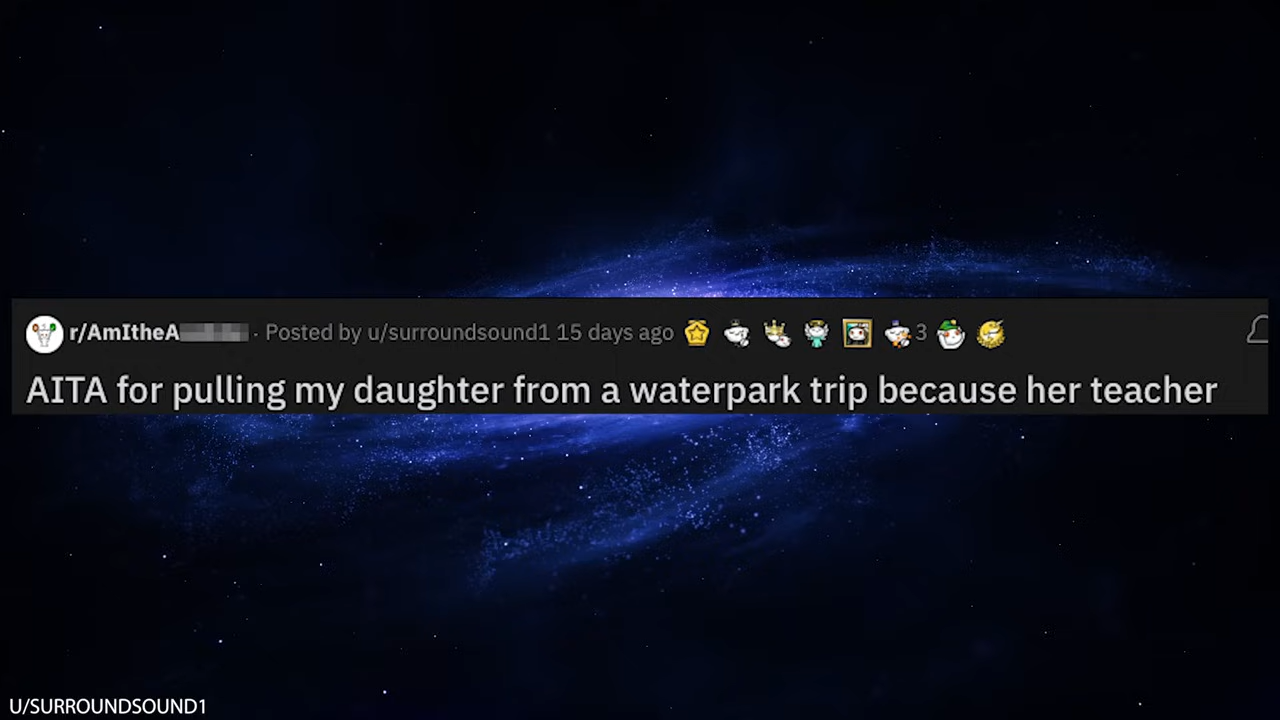 r/AmItheA · Posted by u/surroundsound1 15 days ago 3
AITA for pulling my daughter from a waterpark trip because her teacher
U/SURROUNDSOUND1